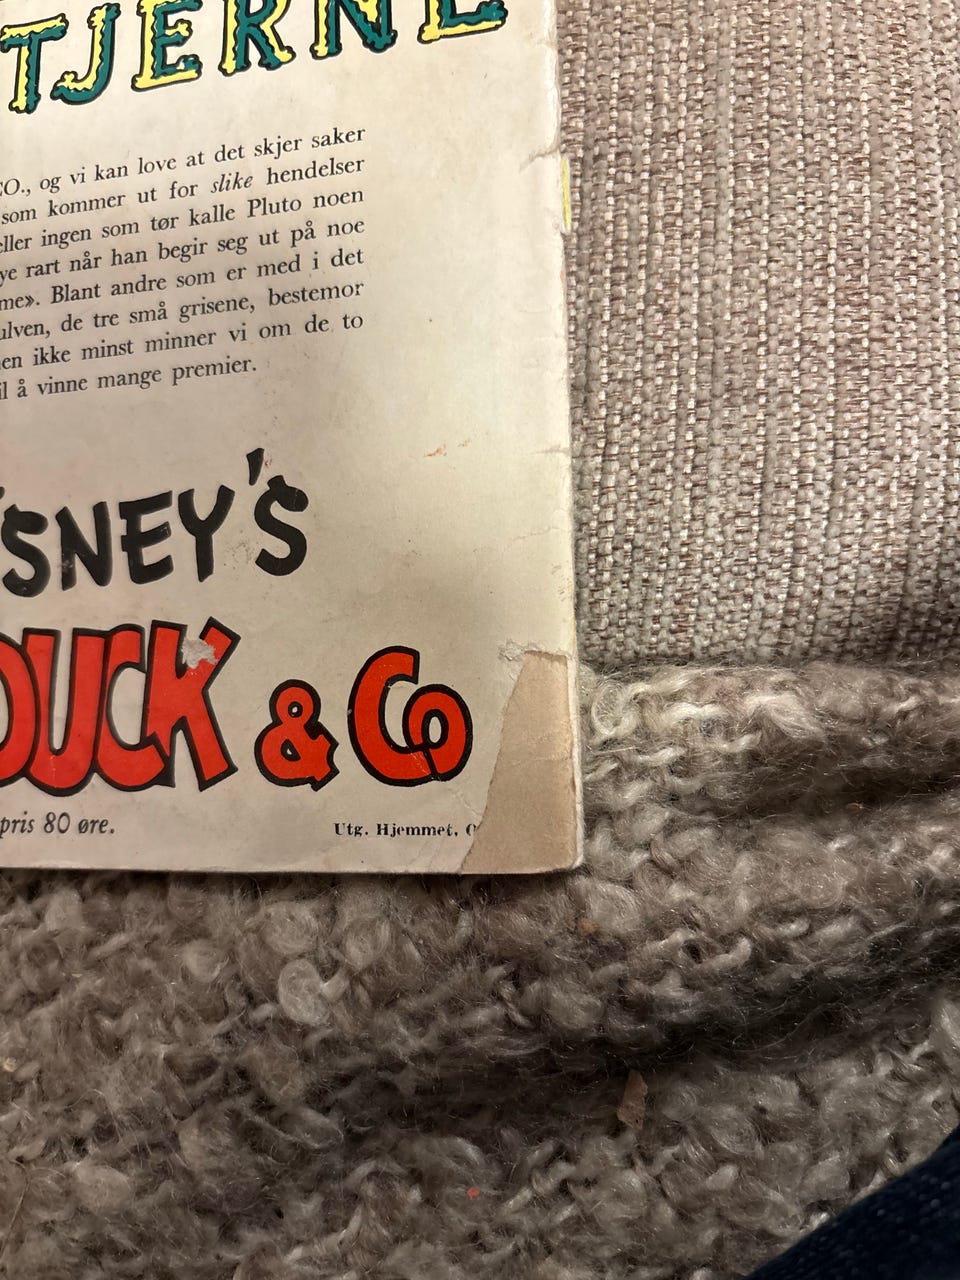 TJERNE
CO., og vi kan love at det skjer saker
som kommer ut for slike hendelser
eller ingen som tør kalle Pluto noen
ye rart når han begir seg ut på noe
me». Blant andre som er med i det
ulven, de tre små grisene, bestemor
en ikke minst minner vi om de to
il å vinne mange premier.
ISNEY'S
DUCK & Co
pris 80 øre.
Utg. Hjemmet, O